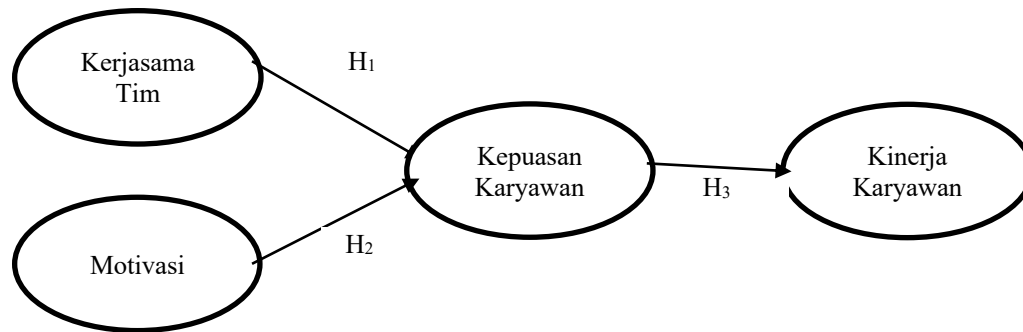 Kerjasama
Tim
H1
Kepuasan
Karyawan
Kinerja
Karyawan
H3
H2
Motivasi